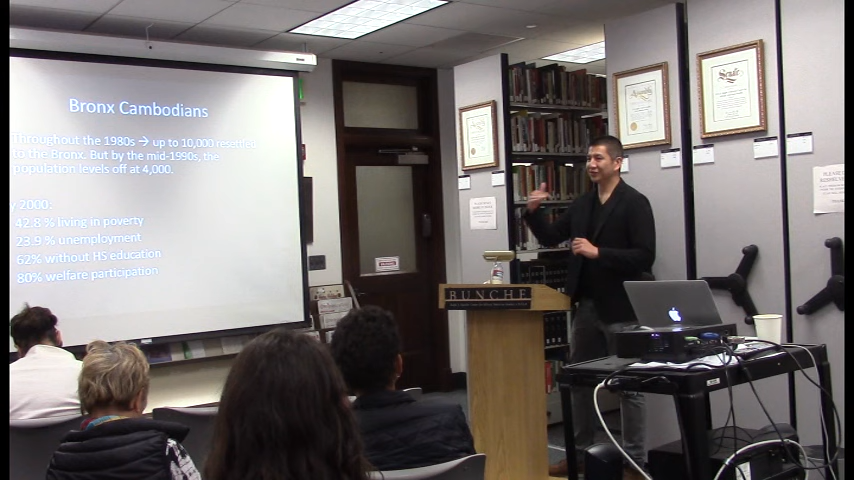 Bronx Cambodians
Throughout the 1980s → up to 10,000 resettled
to the Bronx. But by the mid-1990s, the
population levels off at 4,000.
y 2000:
42.8 % living in poverty
23.9 % unemployment
62% without HS education
80% welfare participation
BUNCHE
Senate